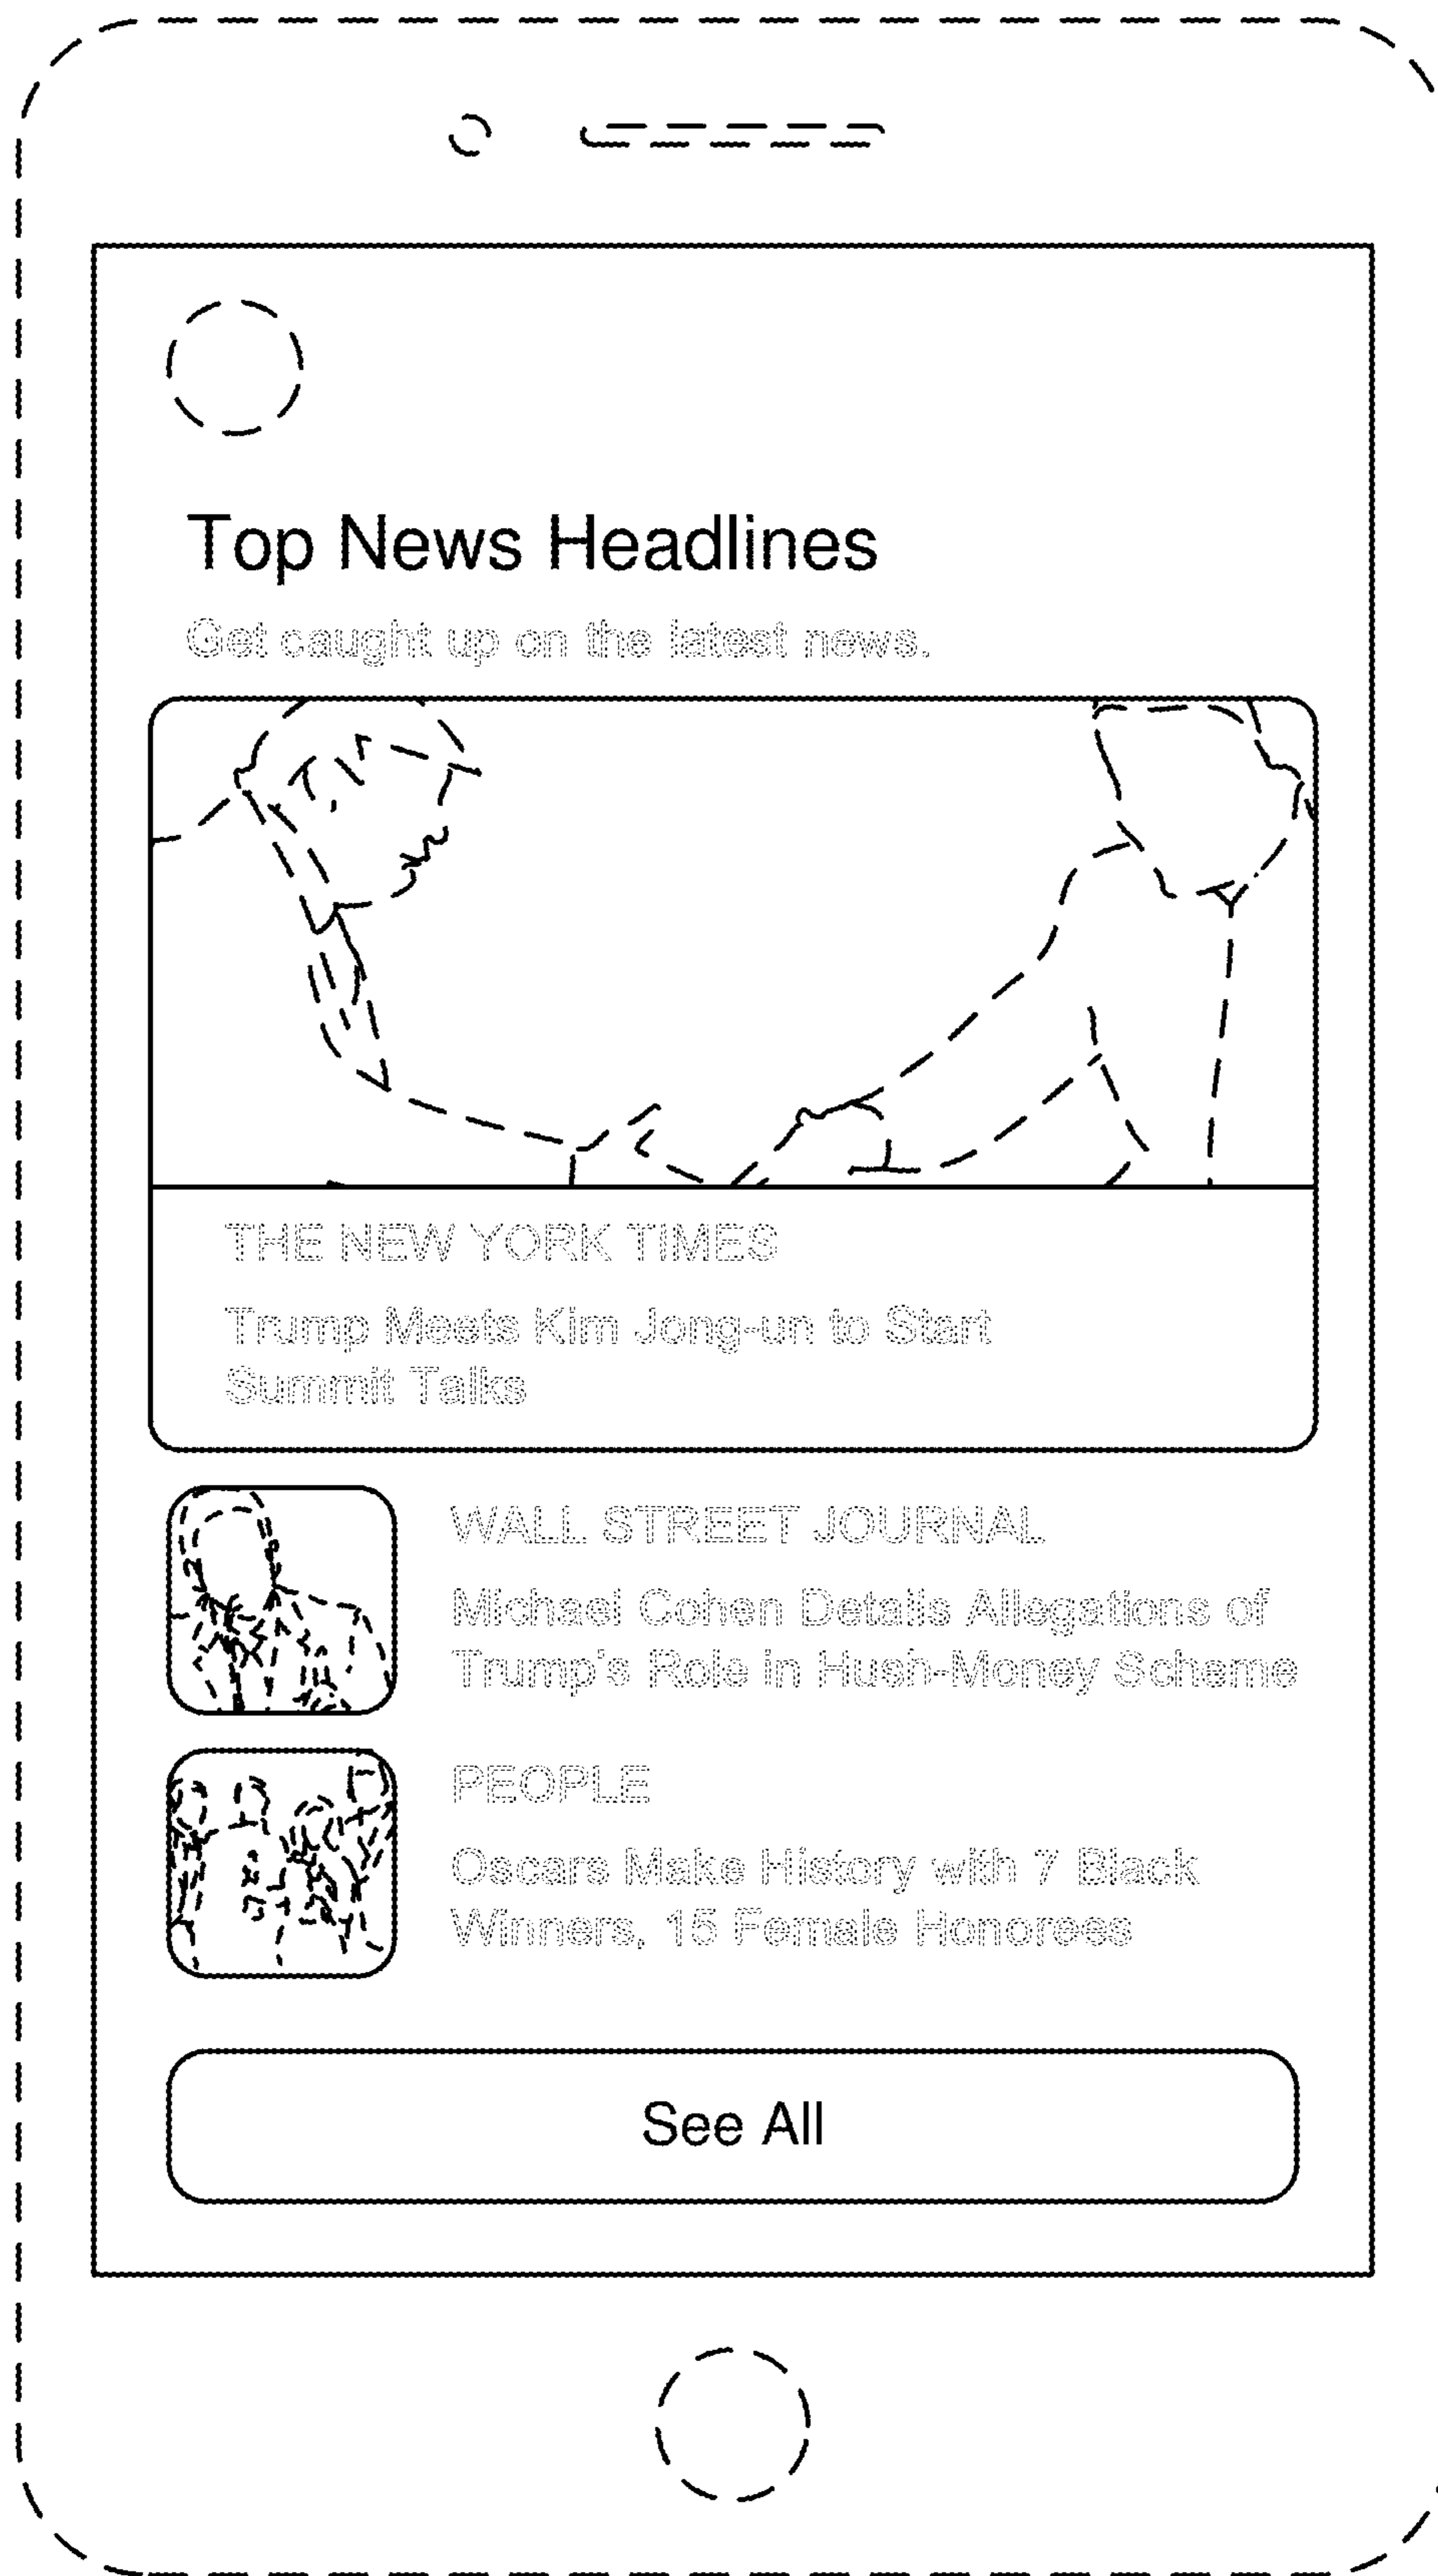 Top News Headlines
Get caught up on the latest news.
THE NEW YORK TIMES
Trump Meets Kim Jong-un to Start
Summit Talks
WALL STREET JOURNAL
Michael Cohen Details Allegations of
Trump's Role in Hush-Money Scheme
PEOPLE
Oscars Make History with 7 Black
Winners, 15 Female Honorees
See All